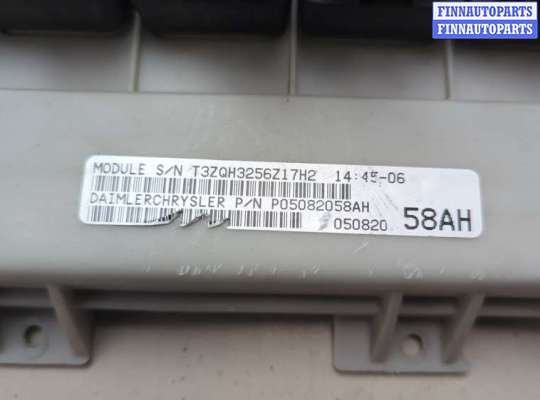 FINNAUTOPARTS
FINNAUTOPARTS
MODULE S/N T3ZQH3256Z17H2 14:45-06
DAIMLERCHRYSLER P/N P05082058AH
050820 58AH